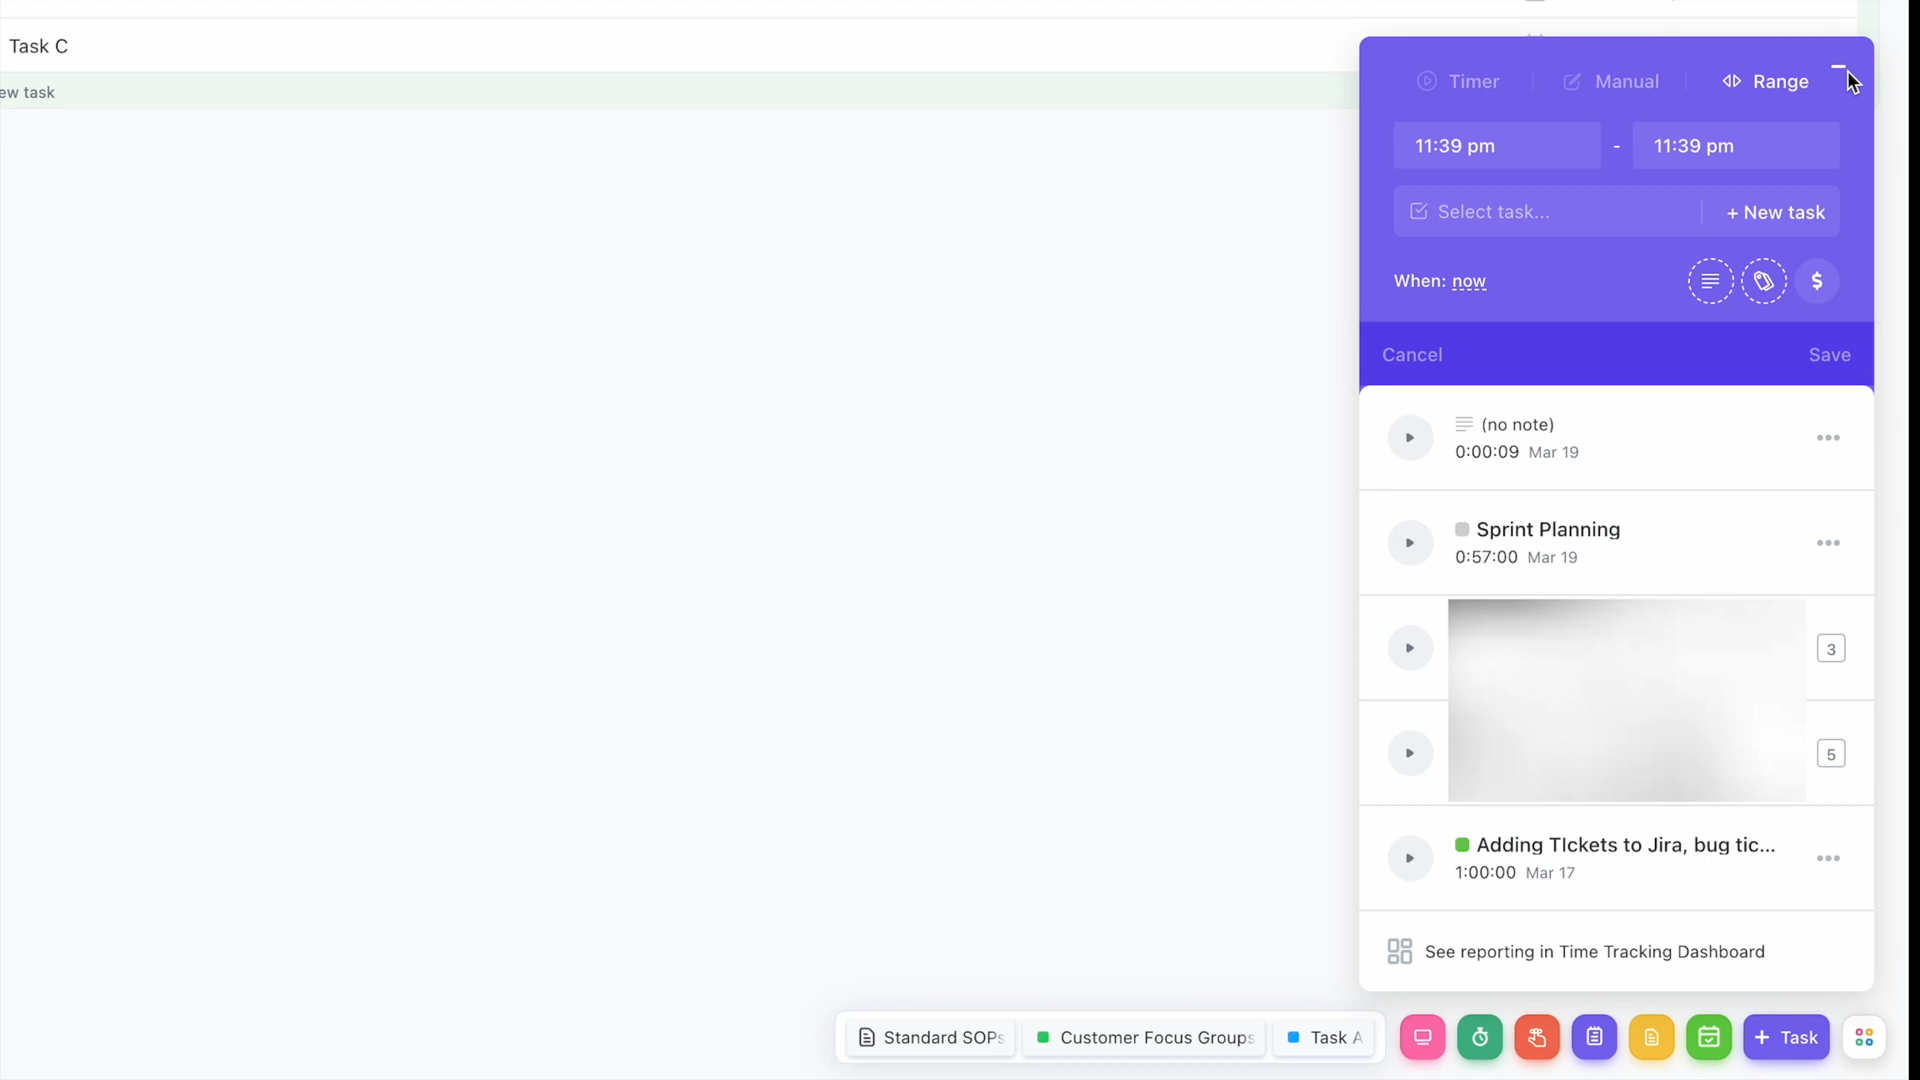 Task C
ew task
Timer
Manual
Range
11:39 pm - 11:39 pm
Select task...
+ New task
When: now
$
Cancel
Save
(no note)
0:00:09 Mar 19
Sprint Planning
0:57:00 Mar 19
3
5
Adding TIckets to Jira, bug tic...
1:00:00 Mar 17
See reporting in Time Tracking Dashboard
Standard SOPs
Customer Focus Groups
Task A
+ Task